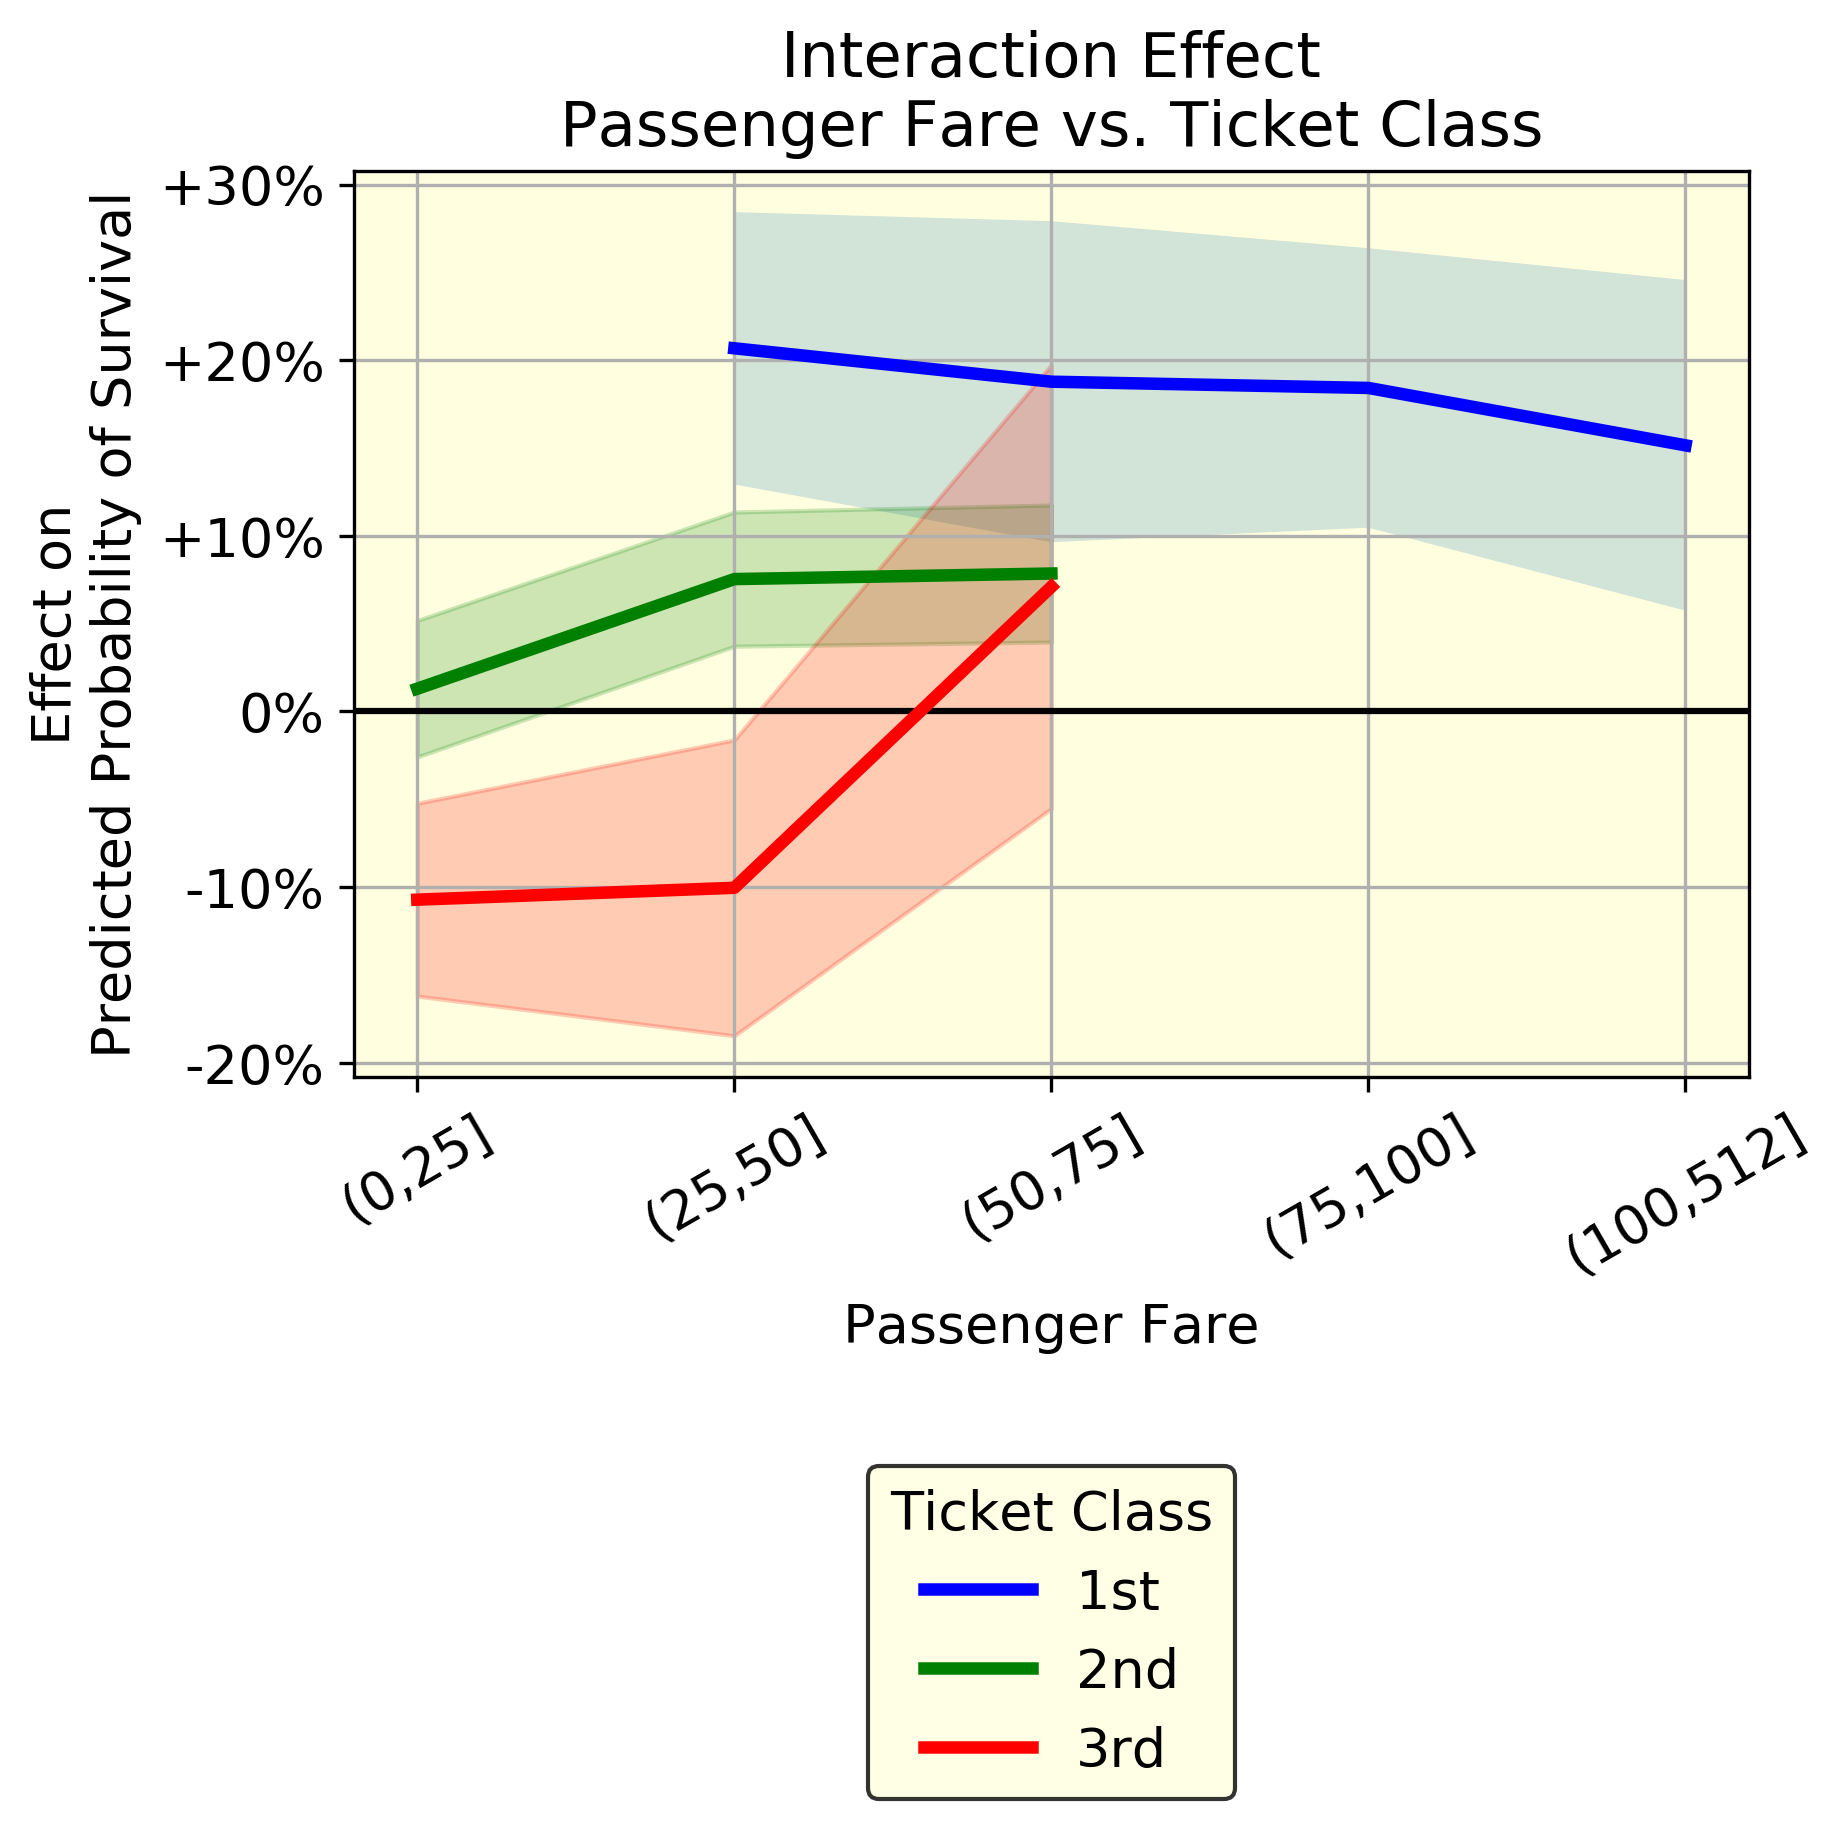 Interaction Effect
Passenger Fare vs. Ticket Class
Effect on
Predicted Probability of Survival
+30%
+20%
+10%
0%
-10%
-20%
(0,25]
(25,50]
(50,75]
(75,100]
(100,512]
Passenger Fare
Ticket Class
1st
2nd
3rd